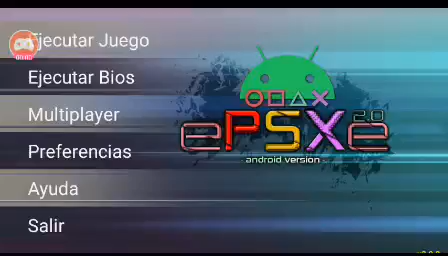 Ejecutar Juego
Ejecutar Bios
Multiplayer
Preferencias
Ayuda
Salir
ePSXe
2.0
android version